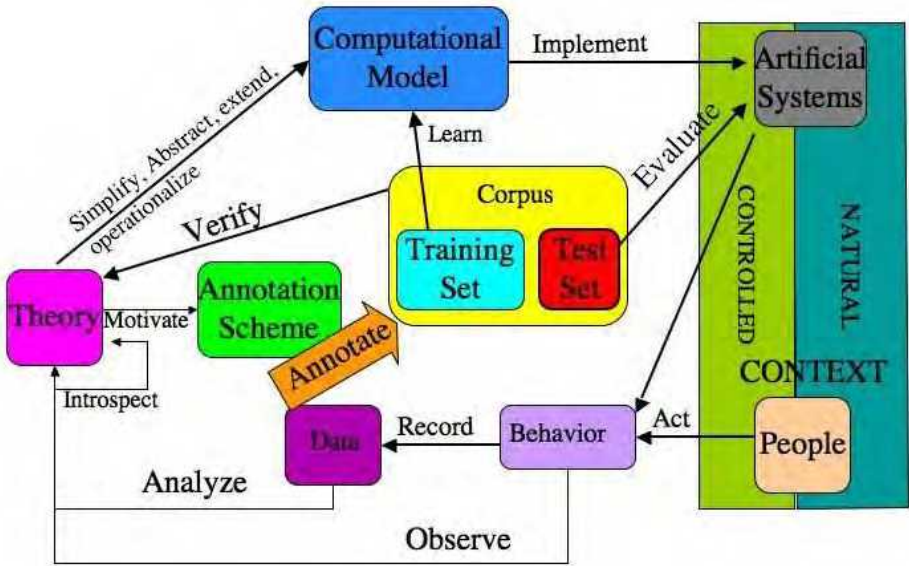 Computational
Model
Implement
Artificial
Systems
Simplify, Abstract, extend,
operationalize
Learn
Evaluate
Verify
Corpus
Training
Set
Test
Set
CONTROLLED
NATURAL
Theory
Motivate
Annotation
Scheme
Annotate
Introspect
CONTEXT
Data
Record
Behavior
Act
People
Analyze
Observe